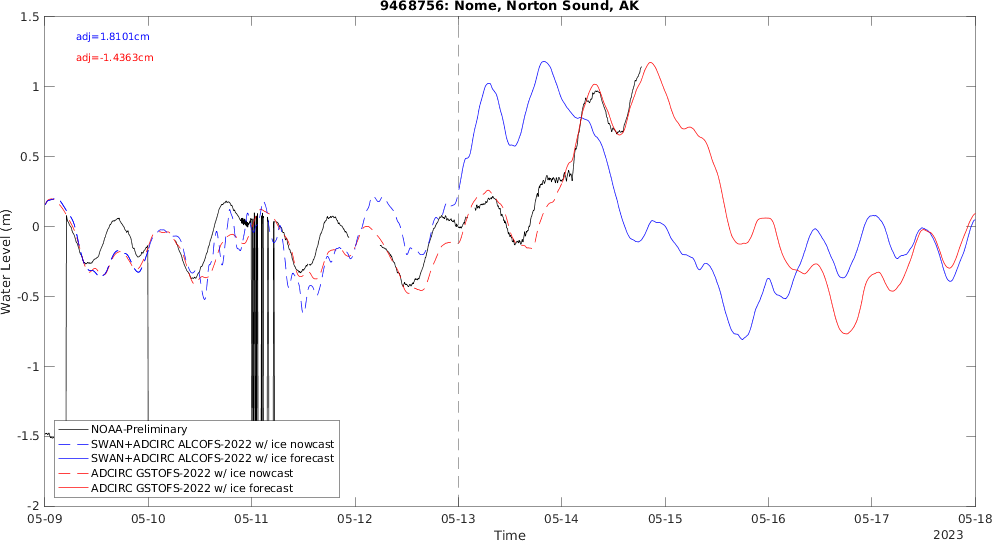 9468756: Nome, Norton Sound, AK
adj=1.8101cm
adj=-1.4363cm
1.5
1
0.5
0
-0.5
-1
-1.5
-2
Water Level (m)
NOAA-Preliminary
SWAN+ADCIRC ALCOFS-2022 w/ ice nowcast
SWAN+ADCIRC ALCOFS-2022 w/ ice forecast
ADCIRC GSTOFS-2022 w/ ice nowcast
ADCIRC GSTOFS-2022 w/ ice forecast
05-09 05-10 05-11 05-12 05-13 05-14 05-15 05-16 05-17 05-18
Time
2023